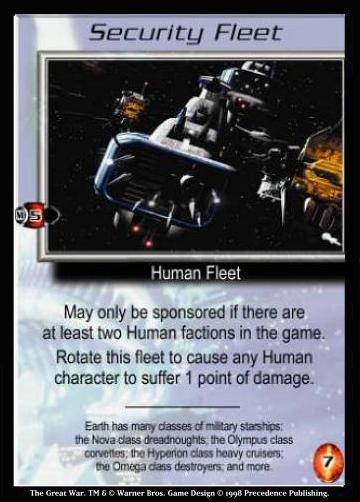 Security Fleet
5
Human Fleet
May only be sponsored if there are
at least two Human factions in the game.
Rotate this fleet to cause any Human
character to suffer 1 point of damage.
Earth has many classes of military starships:
the Nova class dreadnoughts; the Olympus class
corvettes; the Hyperion class heavy cruisers;
the Omega class destroyers; and more.
7
The Great War. TM & © Warner Bros. Game Design © 1998 Precedence Publishing.